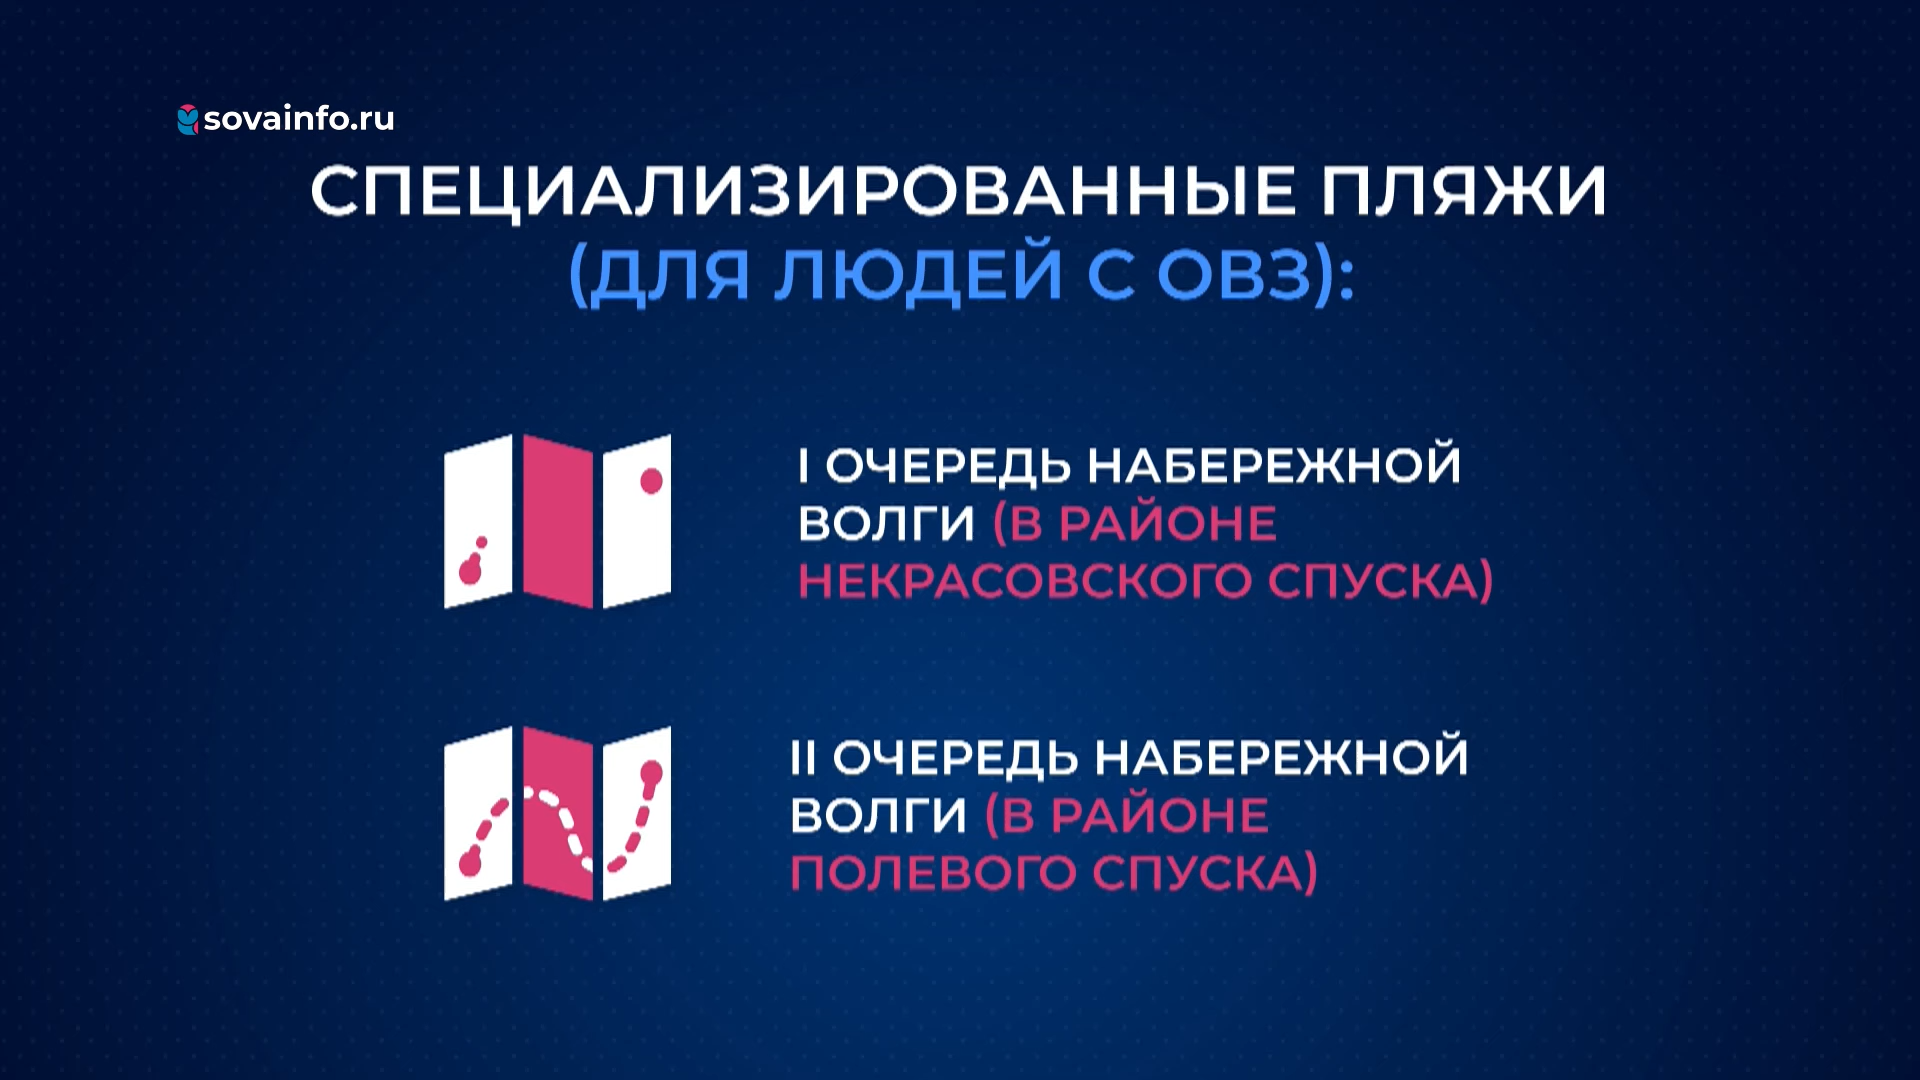 sovainfo.ru
СПЕЦИАЛИЗИРОВАННЫЕ ПЛЯЖИ
(ДЛЯ ЛЮДЕЙ С ОВЗ):
I ОЧЕРЕДЬ НАБЕРЕЖНОЙ
ВОЛГИ (В РАЙОНЕ
НЕКРАСОВСКОГО СПУСКА)
II ОЧЕРЕДЬ НАБЕРЕЖНОЙ
ВОЛГИ (В РАЙОНЕ
ПОЛЕВОГО СПУСКА)